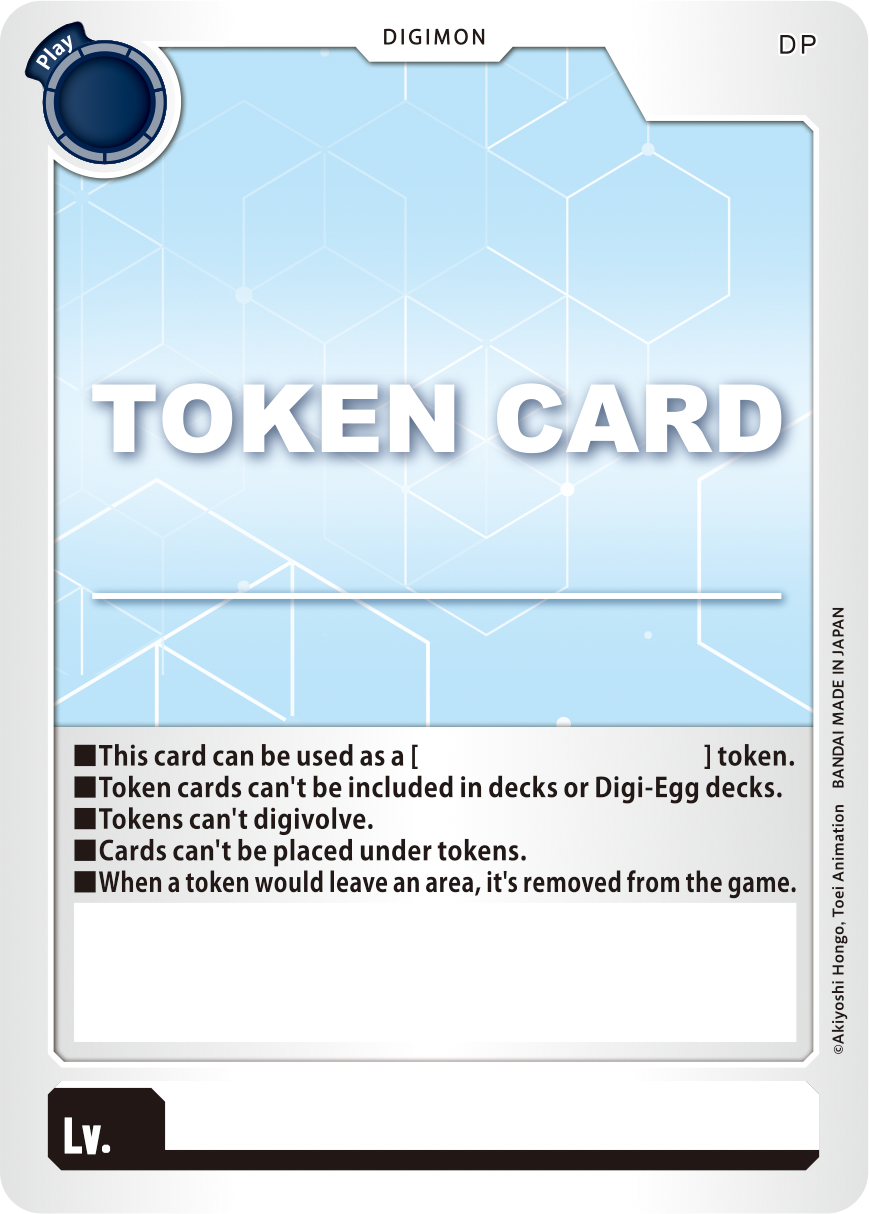 Play
DIGIMON
DP
TOKEN CARD
■This card can be used as a [ ] token.
■Token cards can't be included in decks or Digi-Egg decks.
■Tokens can't digivolve.
■Cards can't be placed under tokens.
■When a token would leave an area, it's removed from the game.
©Akiyoshi Hongo, Toei Animation BANDAI MADE IN JAPAN
Lv.